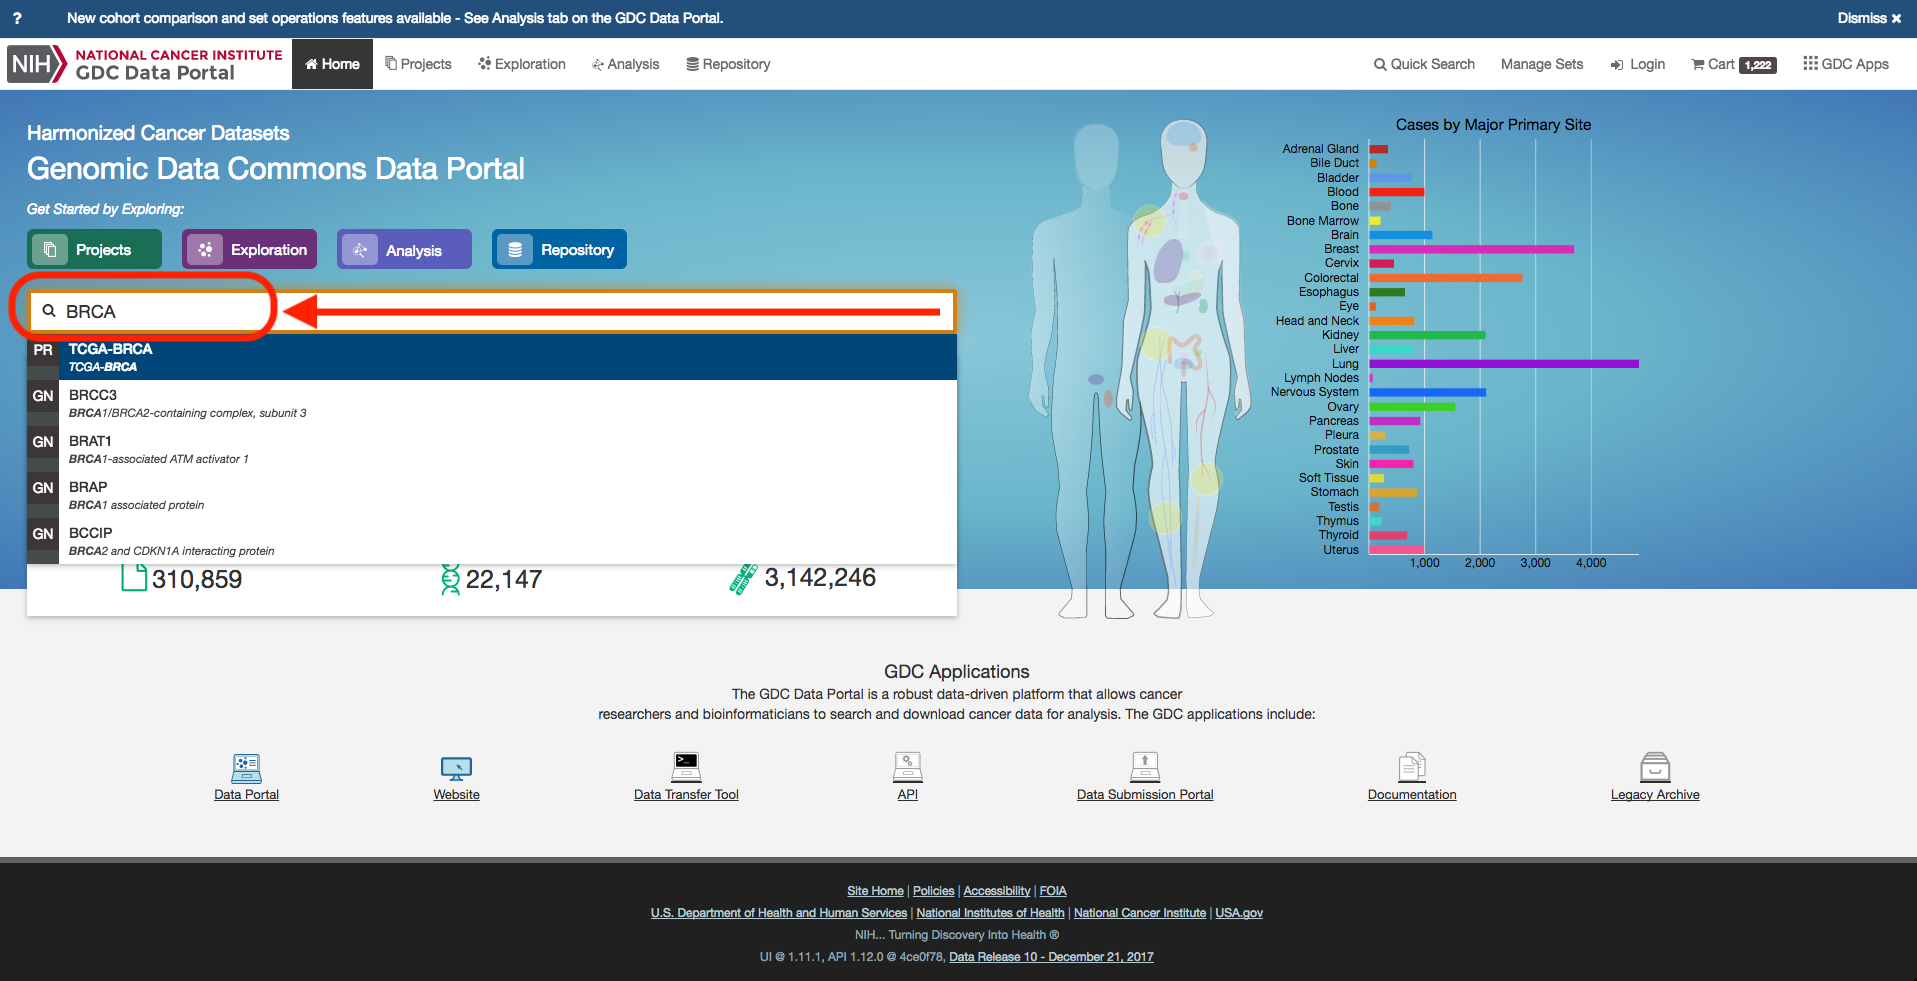 ? New cohort comparison and set operations features available - See Analysis tab on the GDC Data Portal. Dismiss ×
NIH NATIONAL CANCER INSTITUTE
GDC Data Portal
Home Projects Exploration Analysis Repository Quick Search Manage Sets Login Cart 1,222 GDC Apps
Harmonized Cancer Datasets
Genomic Data Commons Data Portal
Get Started by Exploring:
Projects Exploration Analysis Repository
BRCA
PR TCGA-BRCA
TCGA-BRCA
GN BRCC3
BRCA1/BRCA2-containing complex, subunit 3
GN BRAT1
BRCA1-associated ATM activator 1
GN BRAP
BRCA1 associated protein
GN BCCIP
BRCA2 and CDKN1A interacting protein
310,859 22,147 3,142,246
Cases by Major Primary Site
Adrenal Gland
Bile Duct
Bladder
Blood
Bone
Bone Marrow
Brain
Breast
Cervix
Colorectal
Esophagus
Eye
Head and Neck
Kidney
Liver
Lung
Lymph Nodes
Nervous System
Ovary
Pancreas
Pleura
Prostate
Skin
Soft Tissue
Stomach
Testis
Thymus
Thyroid
Uterus
1,000 2,000 3,000 4,000
GDC Applications
The GDC Data Portal is a robust data-driven platform that allows cancer
researchers and bioinformaticians to search and download cancer data for analysis. The GDC applications include:
Data Portal Website Data Transfer Tool API Data Submission Portal Documentation Legacy Archive
Site Home | Policies | Accessibility | FOIA
U.S. Department of Health and Human Services | National Institutes of Health | National Cancer Institute | USA.gov
NIH... Turning Discovery Into Health ®
UI @ 1.11.1, API 1.12.0 @ 4ce0f78, Data Release 10 - December 21, 2017